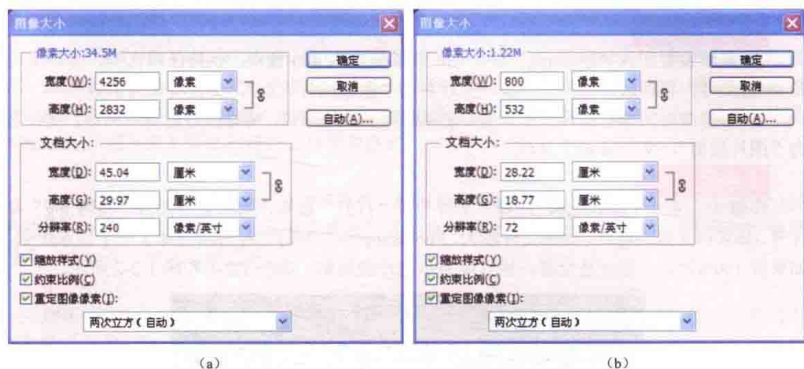 图像大小
像素大小:34.5M
宽度(W): 4256 像素
高度(H): 2832 像素
文档大小:
宽度(D): 45.04 厘米
高度(G): 29.97 厘米
分辨率(R): 240 像素/英寸
缩放样式(Y)
约束比例(C)
重定图像像素(I):
两次立方(自动)
确定
取消
自动(A)...
(a)
图像大小
像素大小:1.22M
宽度(W): 800 像素
高度(H): 532 像素
文档大小:
宽度(D): 28.22 厘米
高度(G): 18.77 厘米
分辨率(R): 72 像素/英寸
缩放样式(Y)
约束比例(C)
重定图像像素(I):
两次立方(自动)
确定
取消
自动(A)...
(b)